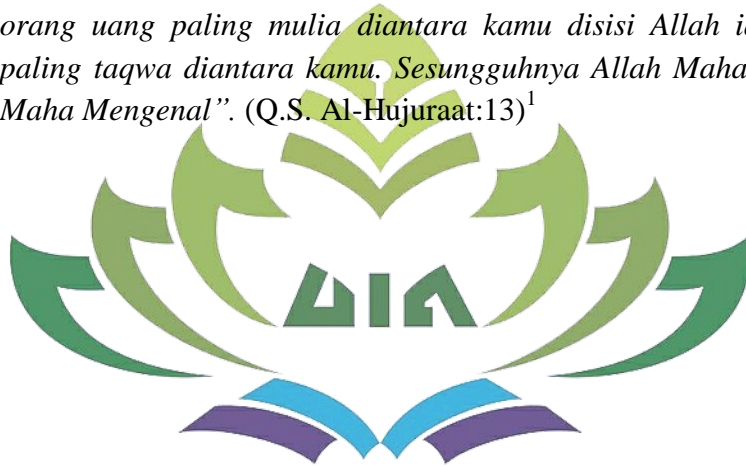 orang uang paling mulia diantara kamu disisi Allah
paling taqwa diantara kamu. Sesungguhnya Allah Maha
Maha Mengenal”. (Q.S. Al-Hujuraat:13)1
UIA